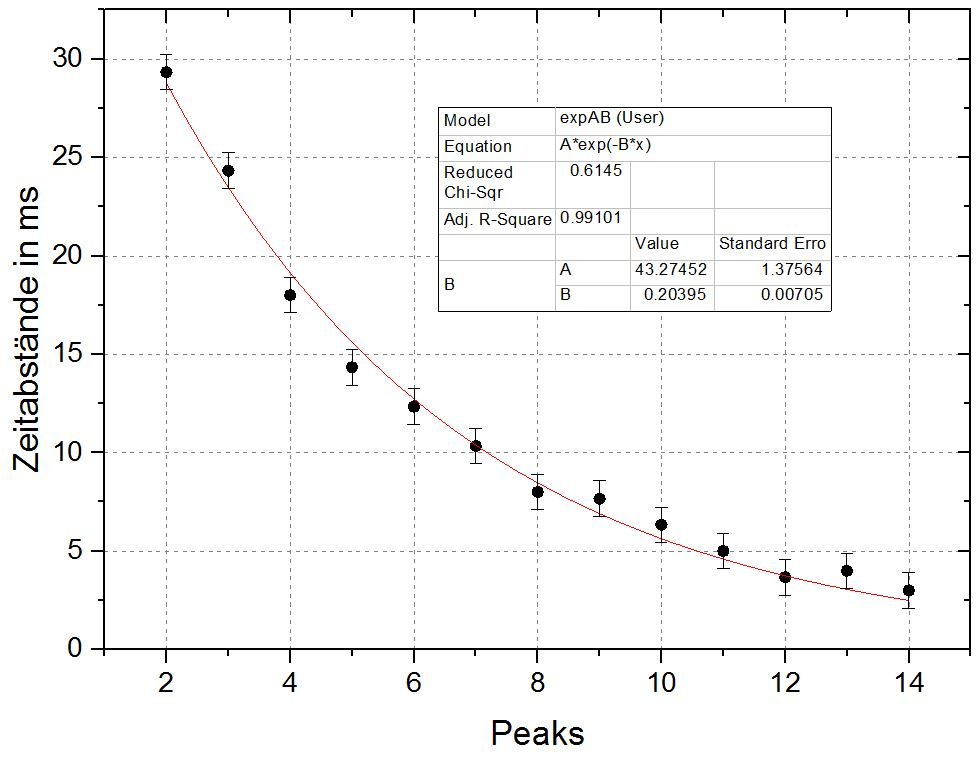 30
25
20
15
10
5
0
Zeitabstände in ms
Model expAB (User)
Equation A*exp(-B*x)
Reduced Chi-Sqr 0.6145
Adj. R-Square 0.99101
Value Standard Erro
B A 43.27452 1.37564
B 0.20395 0.00705
2 4 6 8 10 12 14
Peaks